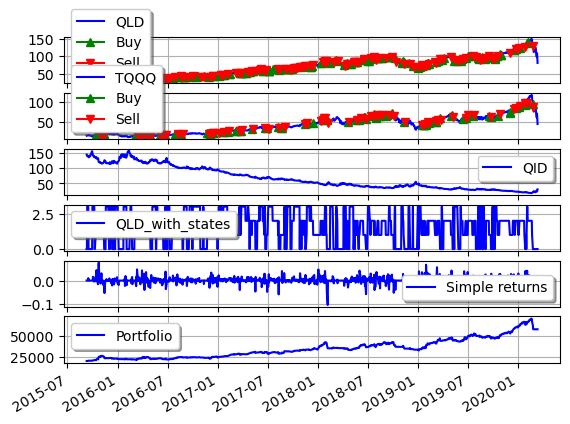 QLD
Buy
Sell
150
100
50
TQQQ
Buy
Sell
100
50
150
100
50
QID
2.5
0.0
QLD_with_states
0.0
−0.1
Simple returns
50000
25000
Portfolio
2015-07
2016-01
2016-07
2017-01
2017-07
2018-01
2018-07
2019-01
2019-07
2020-01